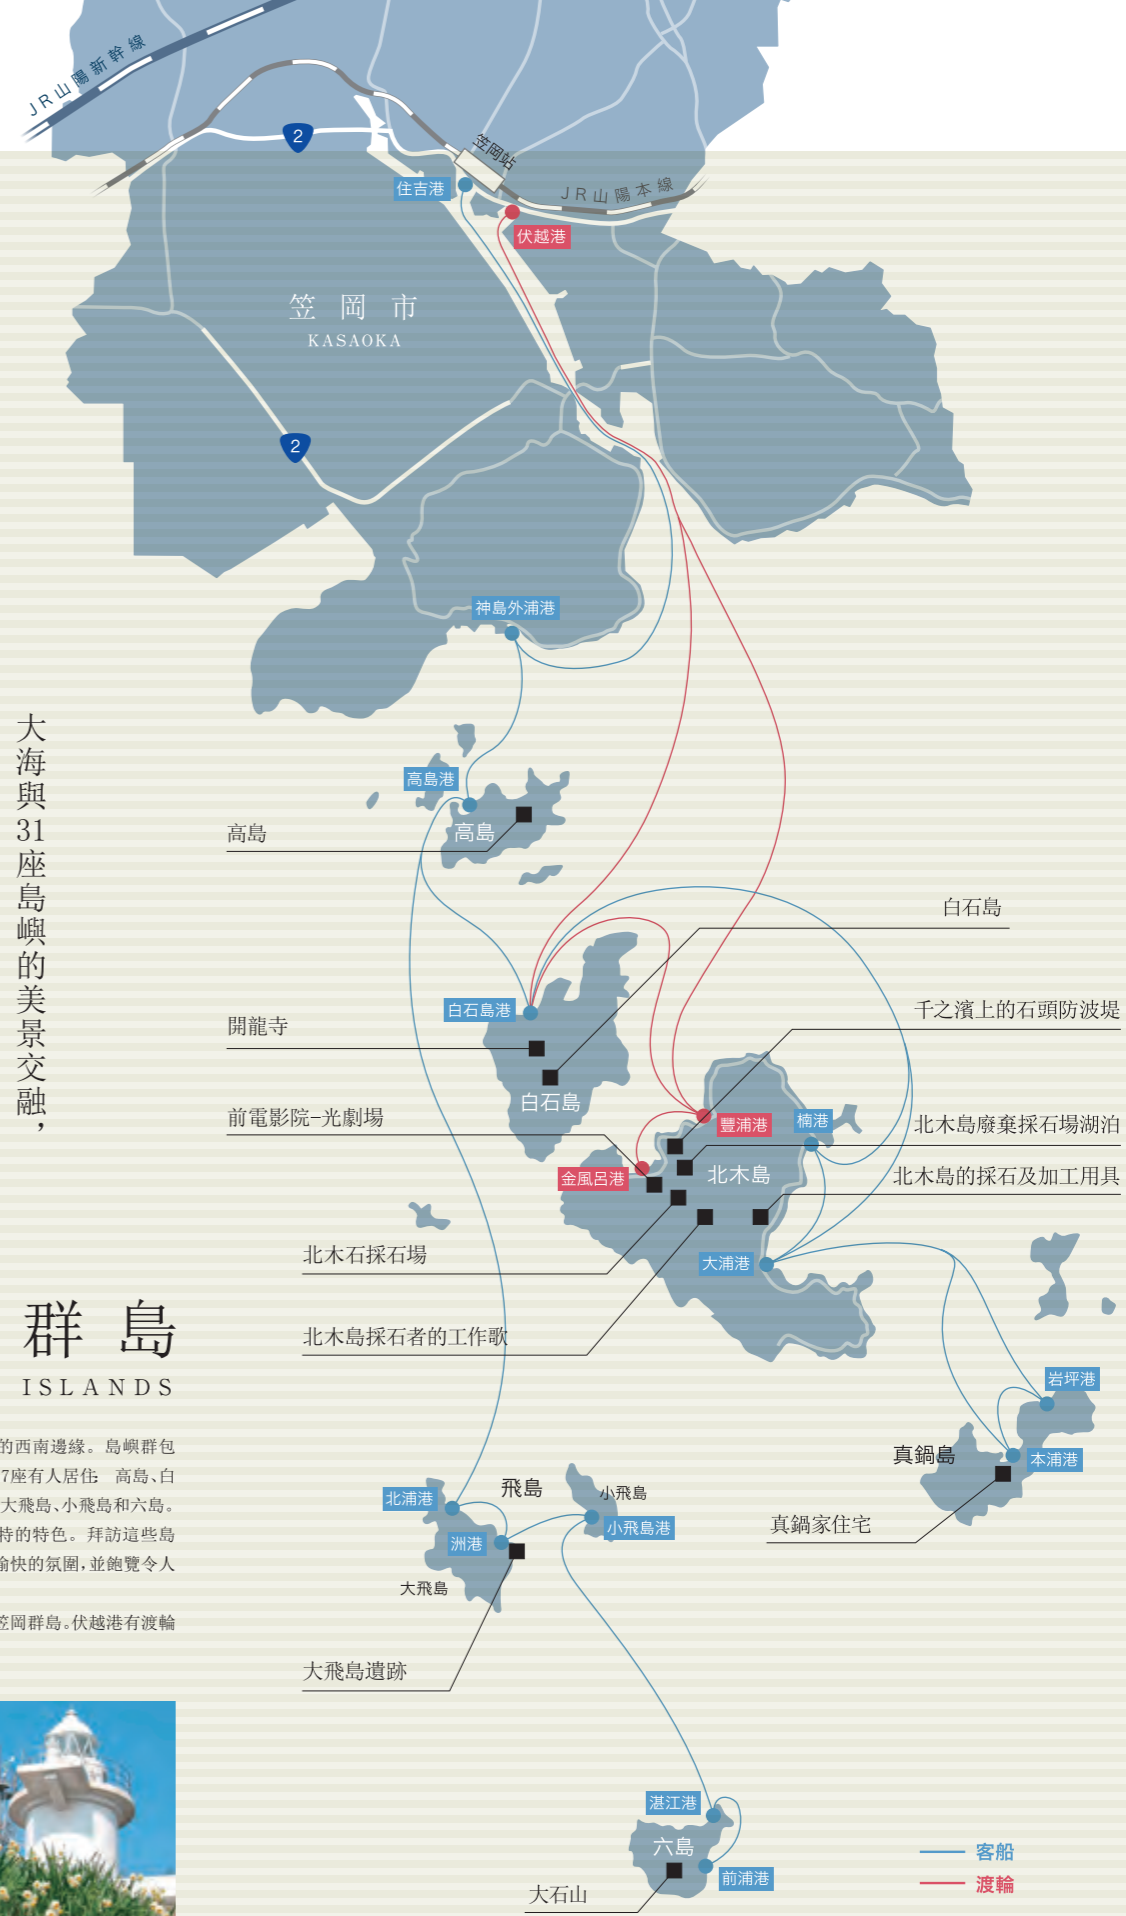 JR山陽新幹線
2
笠岡站
住吉港
JR山陽本線
伏越港
笠岡市
KASAOKA
2
神島外浦港
大海與31座島嶼的美景交融，
高島港
高島
高島
白石島
白石島港
千之濱上的石頭防波堤
開龍寺
白石島
前電影院–光劇場
豐浦港
楠港
北木島廢棄採石場湖泊
金風呂港
北木島
北木島的採石及加工用具
北木石採石場
大浦港
群島
ISLANDS
北木島採石者的工作歌
岩坪港
的西南邊緣。島嶼群包
7座有人居住：高島、白
大飛島、小飛島和六島。
特的特色。拜訪這些島
愉快的氛圍，並飽覽令人
笠岡群島。伏越港有渡輪
真鍋島
本浦港
真鍋家住宅
北浦港
飛島
小飛島
小飛島港
洲港
大飛島
大飛島遺跡
湛江港
六島
前浦港
大石山
客船
渡輪